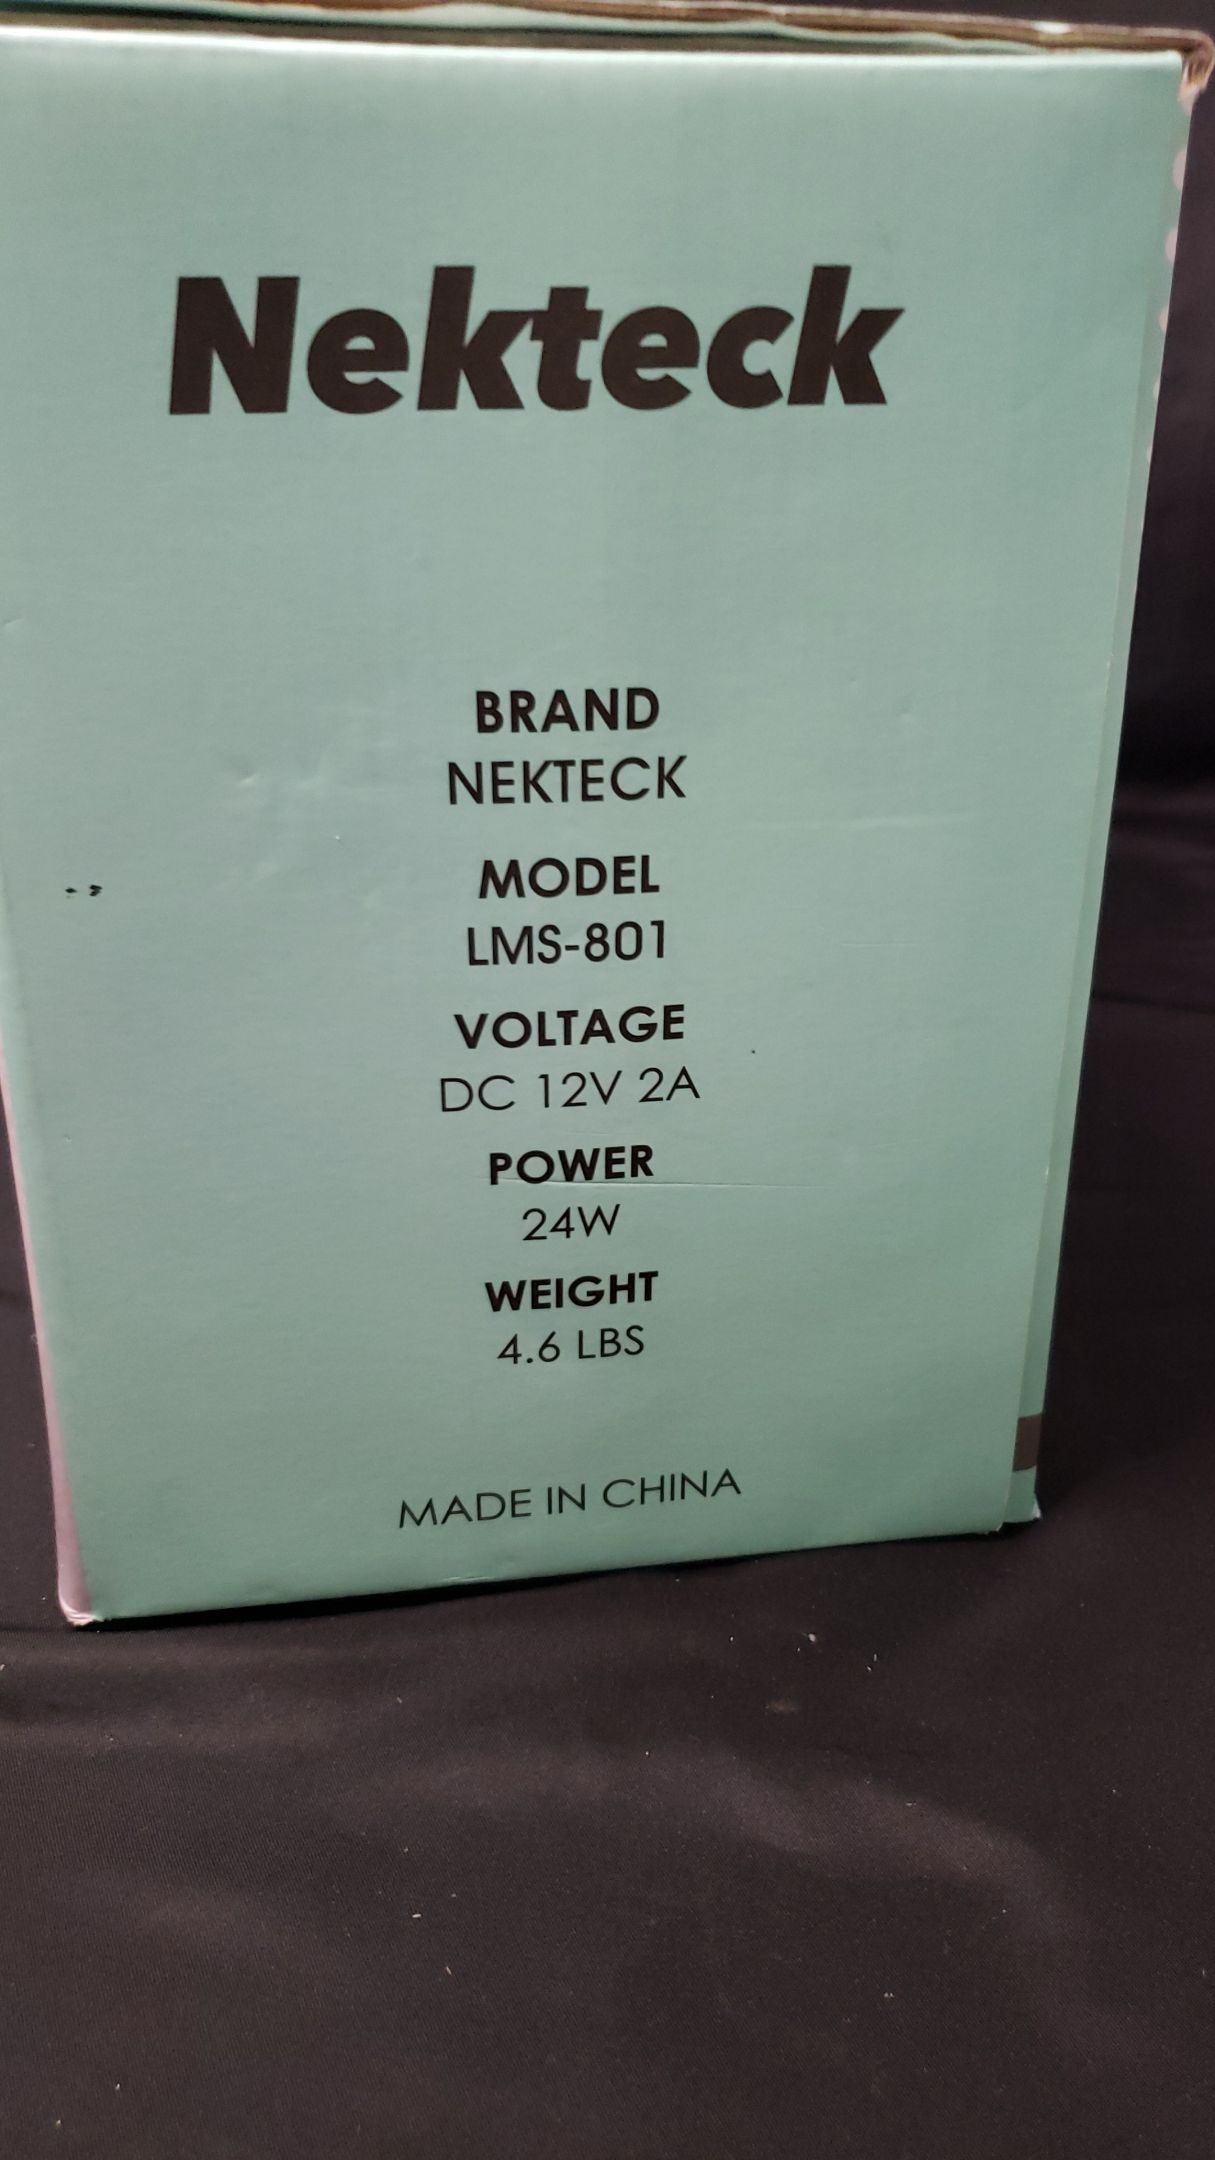 Nekteck
BRAND
NEKTECK
MODEL
LMS-801
VOLTAGE
DC 12V 2A
POWER
24W
WEIGHT
4.6 LBS
MADE IN CHINA